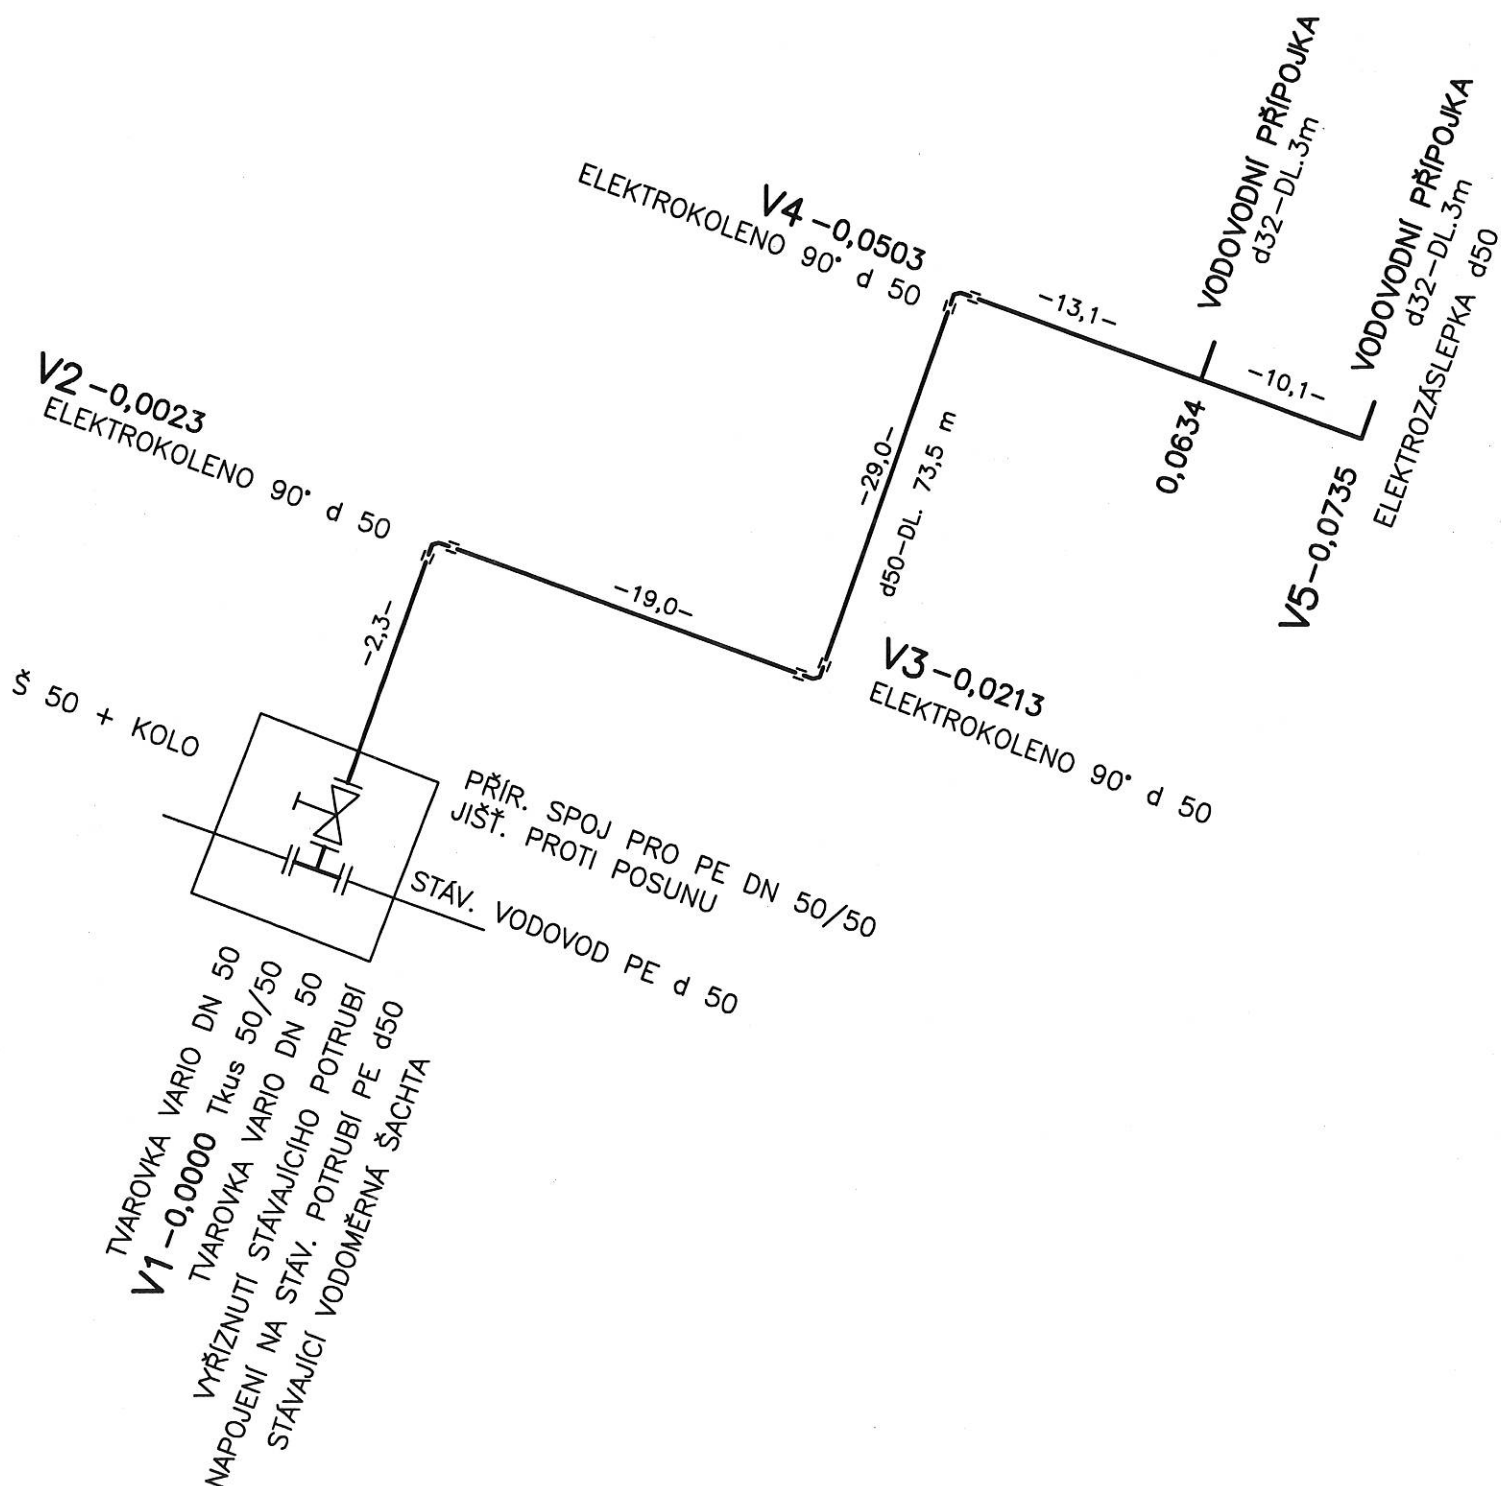 VODOVODNÍ PŘÍPOJKA
d32-DL.3m
VODOVODNÍ PŘÍPOJKA
d32-DL.3m
ELEKTROZÁSLEPKA d50
V4-0,0503
ELEKTROKOLENO 90° d 50
-13,1-
-10,1-
0,0634
V5-0,0735
V2-0,0023
ELEKTROKOLENO 90° d 50
-29,0-
d50-DL. 73,5 m
-19,0-
-2,3-
V3-0,0213
ELEKTROKOLENO 90° d 50
Š 50 + KOLO
PŘÍR. SPOJ PRO PE DN 50/50
JIŠŤ. PROTI POSUNU
STÁV. VODOVOD PE d 50
TVAROVKA VARIO DN 50
V1-0,0000 Tkus 50/50
TVAROVKA VARIO DN 50
VYŘÍZNUTÍ STÁVAJÍCÍHO POTRUBÍ
NAPOJENÍ NA STÁV. POTRUBÍ PE d50
STÁVAJÍCÍ VODOMĚRNÁ ŠACHTA